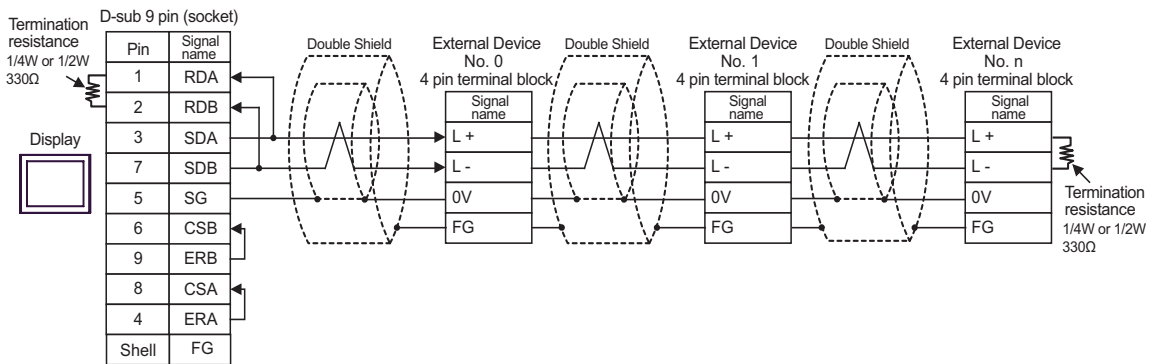 D-sub 9 pin (socket)
Termination
resistance
1/4W or 1/2W
330Ω
Pin
Signal
name
1
RDA
2
RDB
3
SDA
7
SDB
5
SG
6
CSB
9
ERB
8
CSA
4
ERA
Shell
FG
Display
Double Shield
External Device
No. 0
4 pin terminal block
Signal
name
L +
L -
0V
FG
Double Shield
External Device
No. 1
4 pin terminal block
Signal
name
L +
L -
0V
FG
Double Shield
External Device
No. n
4 pin terminal block
Signal
name
L +
L -
0V
FG
Termination
resistance
1/4W or 1/2W
330Ω